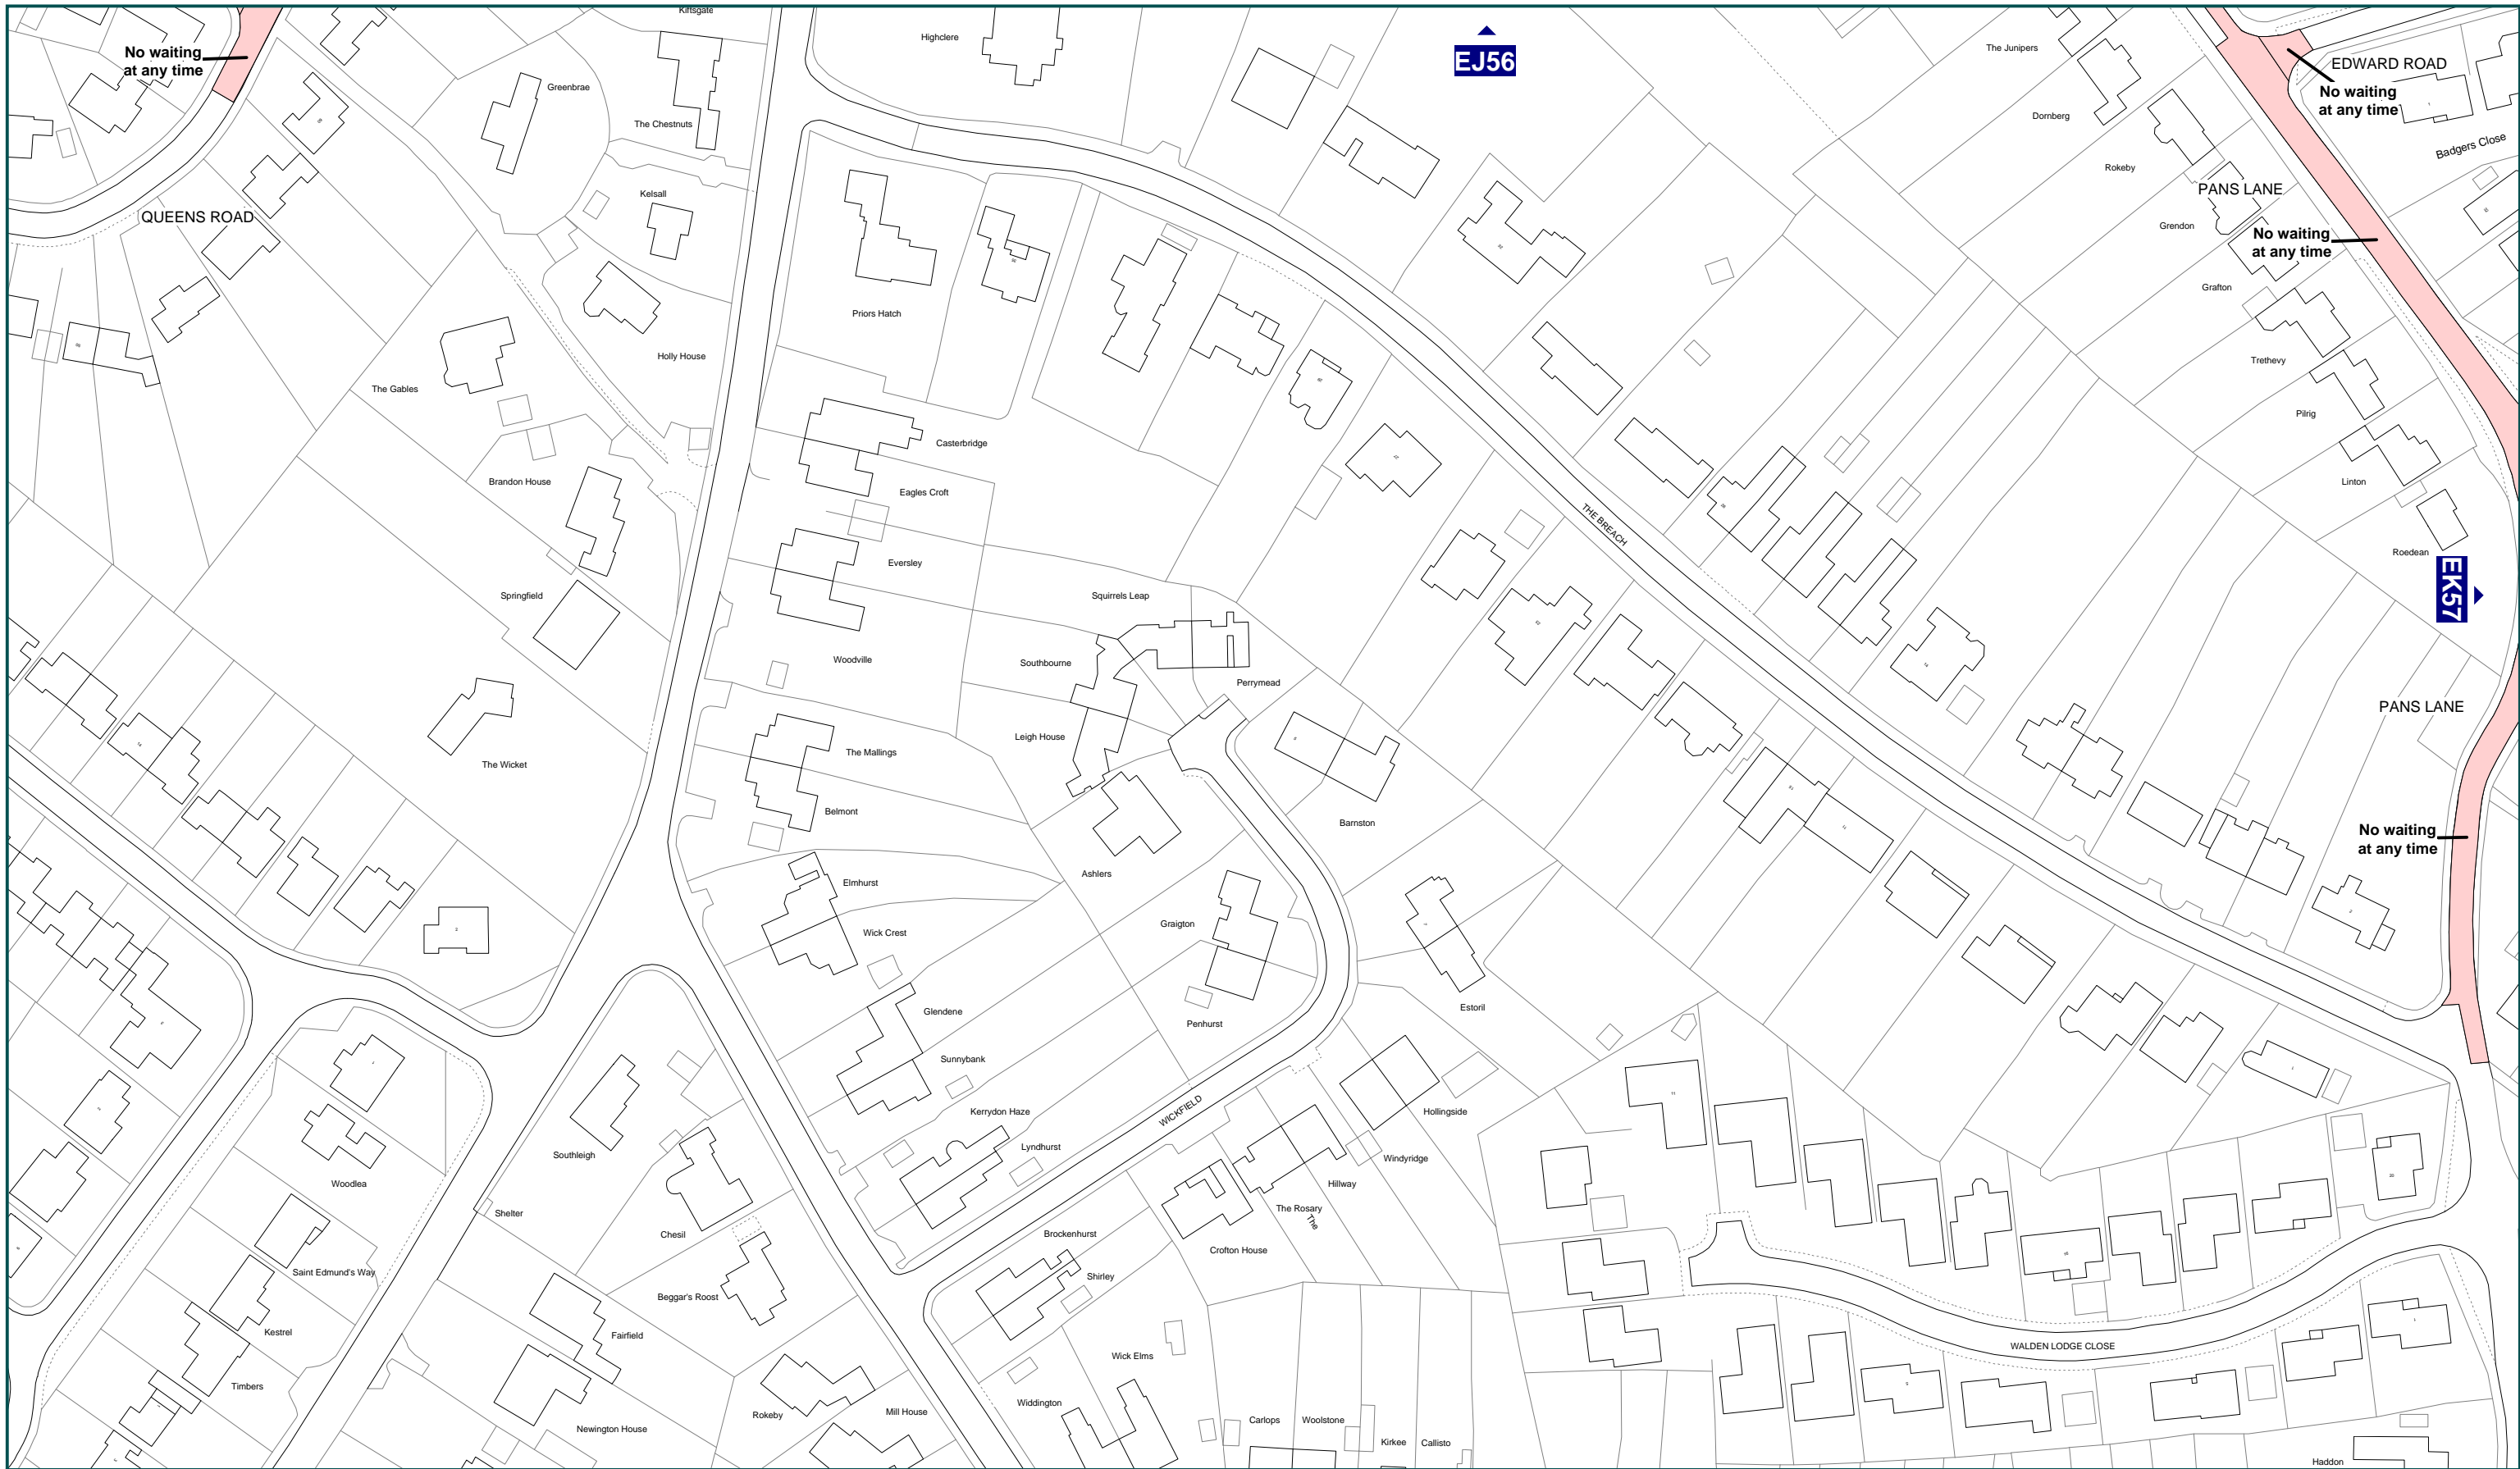 Kiftsgate
No waiting
at any time
Highclere
EJ56
The Junipers
EDWARD ROAD
No waiting
at any time
Greenbrae
The Chestnuts
Dornberg
Badgers Close
Rokeby
PANS LANE
Kelsall
QUEENS ROAD
Grendon
No waiting
at any time
Grafton
Priors Hatch
Holly House
Trethevy
The Gables
Pilrig
Casterbridge
Brandon House
Eagles Croft
Linton
THE BREACH
Roedean
Eversley
EK57
Springfield
Squirrels Leap
Woodville
Southbourne
Perrymead
PANS LANE
Leigh House
The Mallings
The Wicket
Belmont
Barnston
No waiting
at any time
Ashlers
Elmhurst
Graigton
Wick Crest
Estoril
Glendene
Penhurst
Sunnybank
Kerrydon Haze
WICKFIELD
Hollingside
Lyndhurst
Southleigh
Windyridge
Woodlea
Hillway
Shelter
The Rosary
The
Chesil
Brockenhurst
Crofton House
Saint Edmund's Way
Shirley
Beggar's Roost
Kestrel
Fairfield
WALDEN LODGE CLOSE
Wick Elms
Timbers
Widdington
Rokeby
Mill House
Newington House
Carlops
Woolstone
Kirkee
Callisto
Haddon